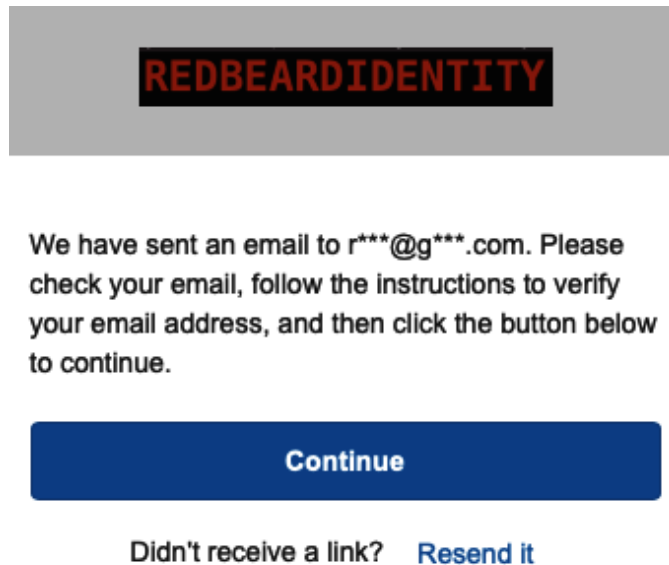 REDBEARDIDENTITY
We have sent an email to r***@g***.com. Please
check your email, follow the instructions to verify
your email address, and then click the button below
to continue.
Continue
Didn't receive a link? Resend it